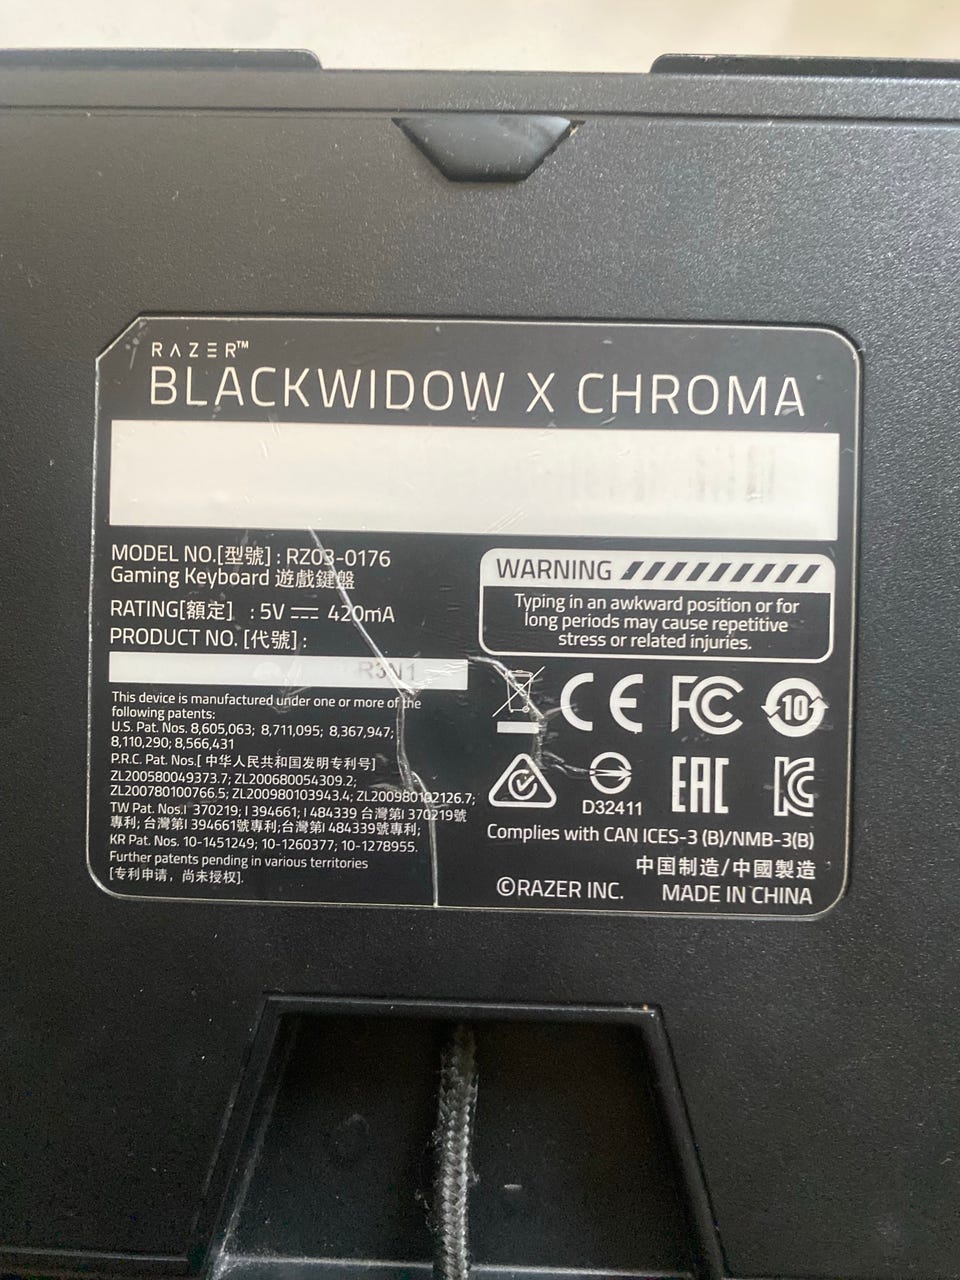 RAZER™
BLACKWIDOW X CHROMA
MODEL NO.[型號] : RZ03-0176
Gaming Keyboard 遊戲鍵盤
RATING[額定] : 5V ⎓ 420mA
PRODUCT NO. [代號] :
R3N1
This device is manufactured under one or more of the
following patents:
U.S. Pat. Nos. 8,605,063; 8,711,095; 8,367,947;
8,110,290; 8,566,431
P.R.C. Pat. Nos.[ 中华人民共和国发明专利号]
ZL200580049373.7; ZL200680054309.2;
ZL200780100766.5; ZL200980103943.4; ZL200980102126.7;
TW Pat. Nos.I 370219; I 394661; I 484339 台灣第I 370219號
專利; 台灣第I 394661號專利;台灣第I 484339號專利;
KR Pat. Nos. 10-1451249; 10-1260377; 10-1278955.
Further patents pending in various territories
[专利申请，尚未授权].
WARNING
Typing in an awkward position or for
long periods may cause repetitive
stress or related injuries.
CE FC 10
D32411 EAC
Complies with CAN ICES-3 (B)/NMB-3(B)
中国制造/中國製造
©RAZER INC. MADE IN CHINA